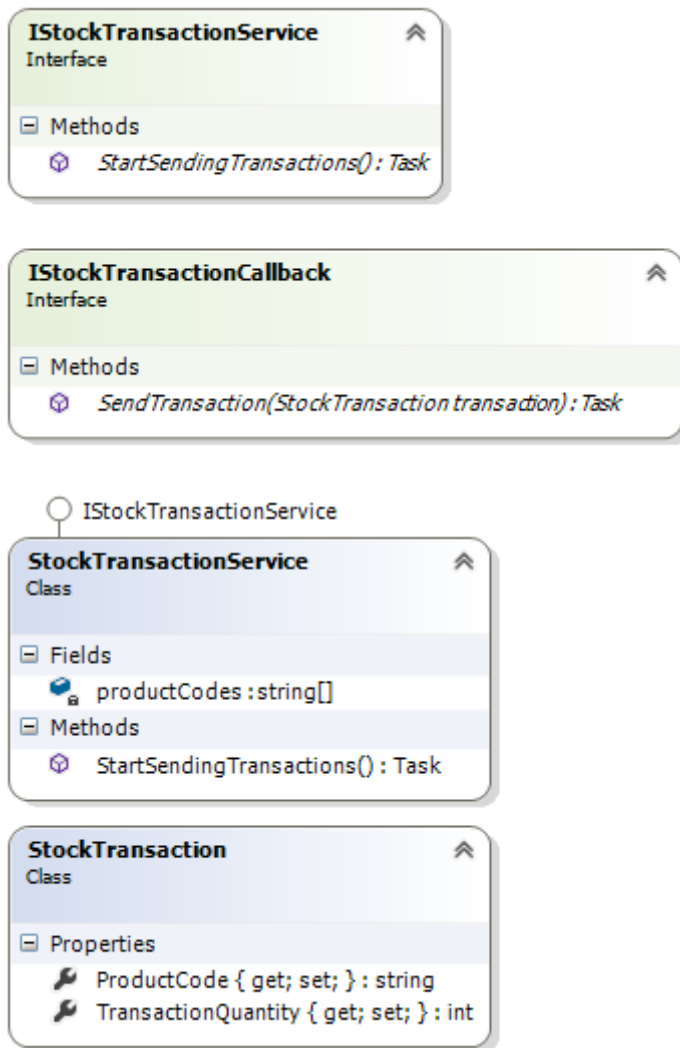 IStockTransactionService
Interface
Methods
StartSendingTransactions() : Task
IStockTransactionCallback
Interface
Methods
SendTransaction(StockTransaction transaction) : Task
IStockTransactionService
StockTransactionService
Class
Fields
productCodes : string[]
Methods
StartSendingTransactions() : Task
StockTransaction
Class
Properties
ProductCode { get; set; } : string
TransactionQuantity { get; set; } : int